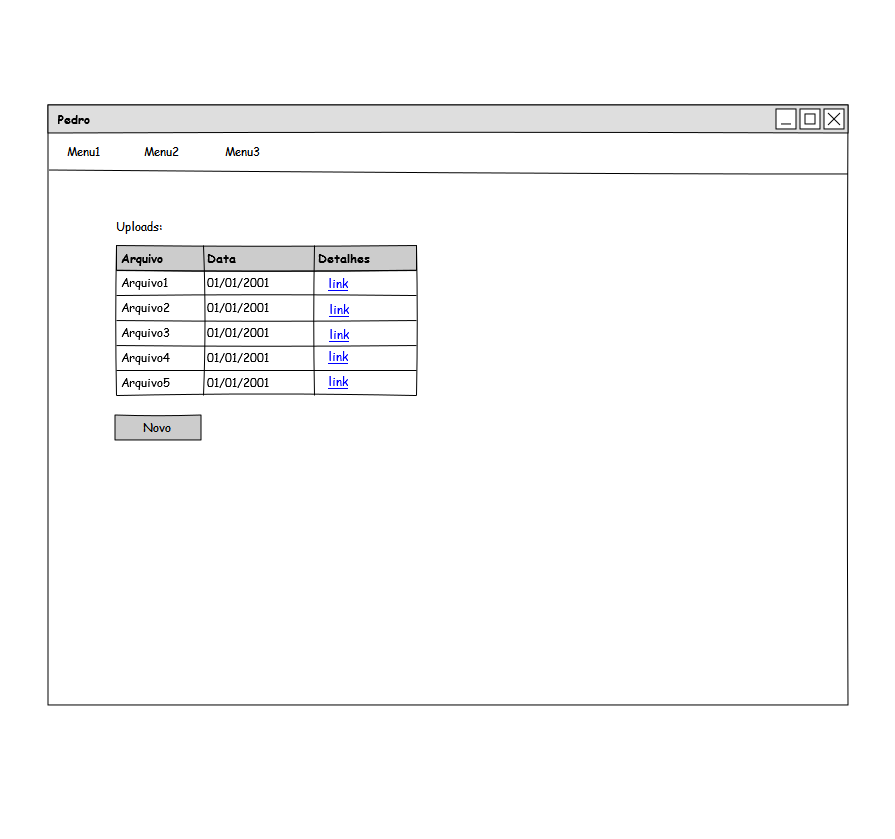 Pedro
Menu1 Menu2 Menu3
Uploads:
Arquivo Data Detalhes
Arquivo1 01/01/2001 link
Arquivo2 01/01/2001 link
Arquivo3 01/01/2001 link
Arquivo4 01/01/2001 link
Arquivo5 01/01/2001 link
Novo